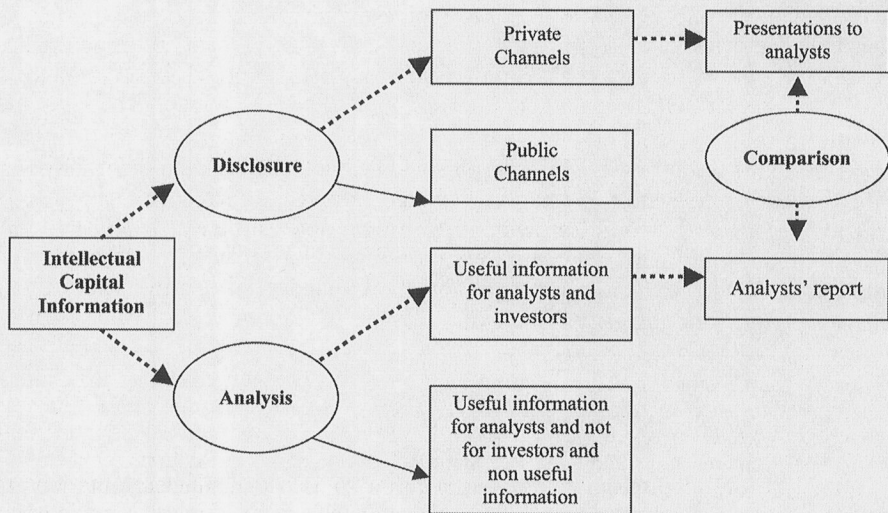 Private
Channels
Presentations to
analysts
Disclosure
Public
Channels
Comparison
Intellectual
Capital
Information
Useful information
for analysts and
investors
Analysts' report
Analysis
Useful information
for analysts and not
for investors and
non useful
information